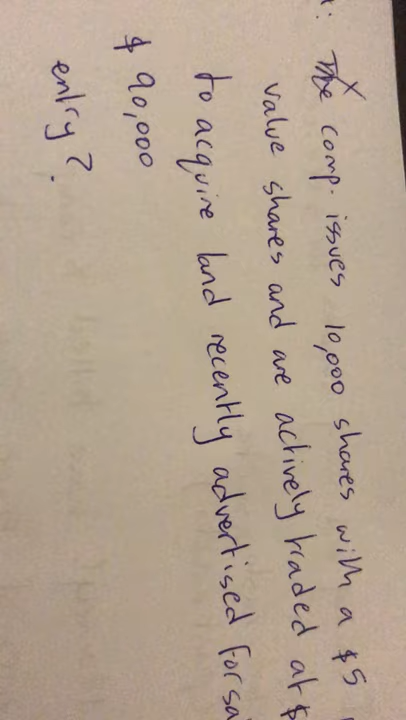 : The X comp. issues 10,000 shares with a $5
value shares and are actively traded at $
to acquire land recently advertised for sa
$90,000
entry?